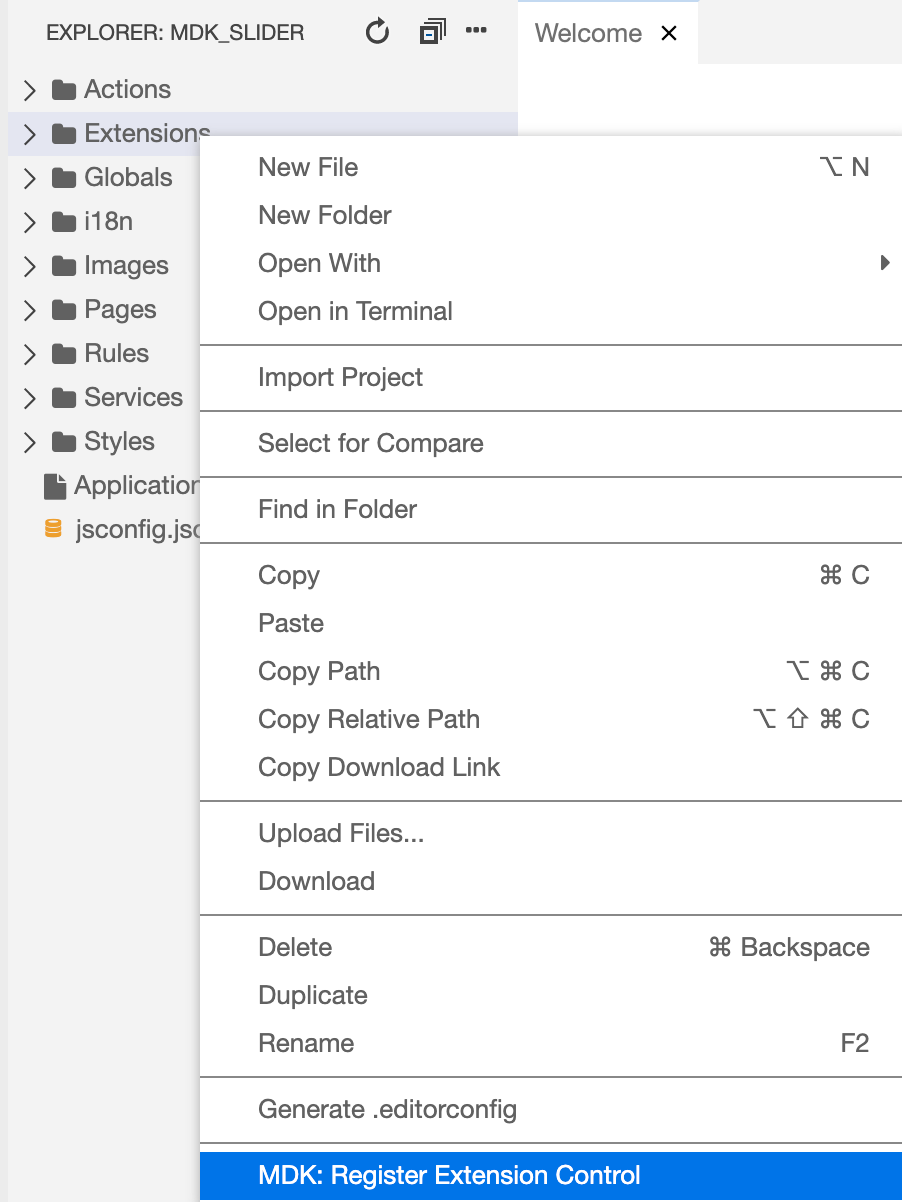 EXPLORER: MDK_SLIDER
Welcome
Actions
Extensions
Globals
i18n
Images
Pages
Rules
Services
Styles
Application
jsconfig.jso
New File ⌥ N
New Folder
Open With
Open in Terminal
Import Project
Select for Compare
Find in Folder
Copy ⌘ C
Paste
Copy Path ⌥ ⌘ C
Copy Relative Path ⌥ ⇧ ⌘ C
Copy Download Link
Upload Files...
Download
Delete ⌘ Backspace
Duplicate
Rename F2
Generate .editorconfig
MDK: Register Extension Control